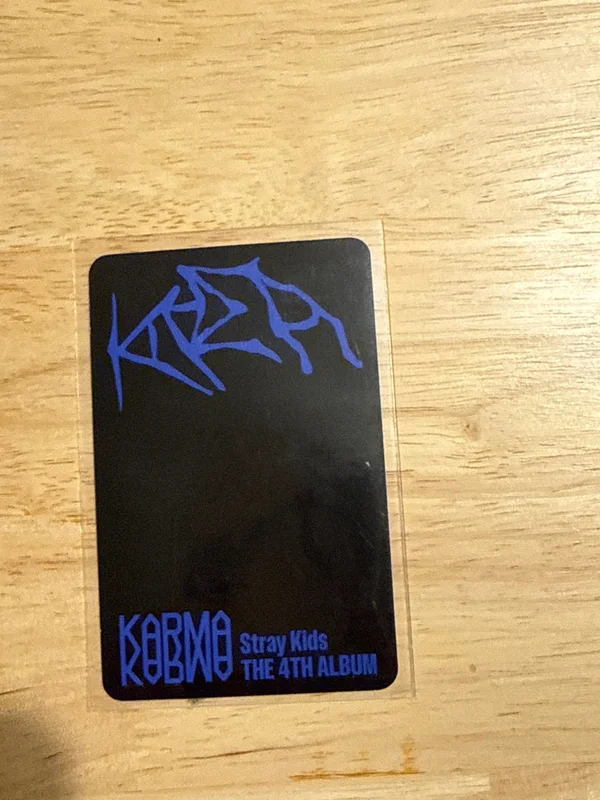 KARMA
Stray Kids
THE 4TH ALBUM